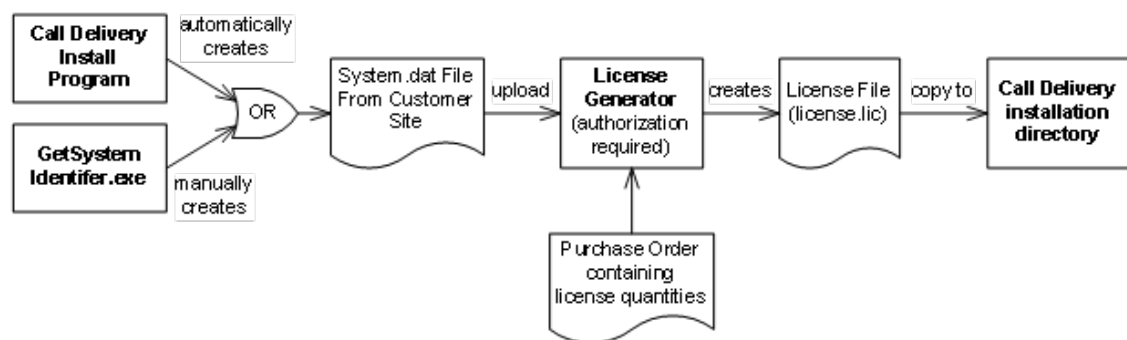 Call Delivery
Install
Program
automatically
creates
GetSystem
Identifer.exe
manually
creates
OR
System.dat File
From Customer
Site
upload
License
Generator
(authorization
required)
creates
License File
(license.lic)
copy to
Call Delivery
installation
directory
Purchase Order
containing
license quantities